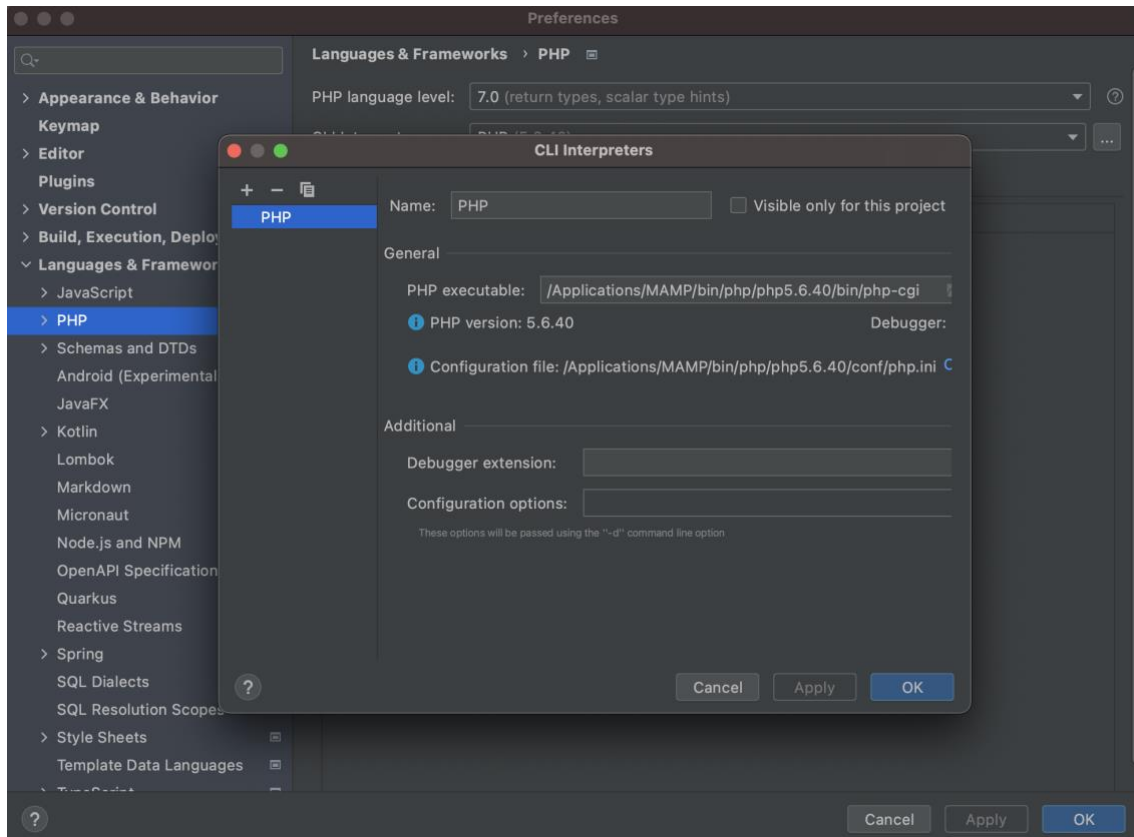 Preferences
Languages & Frameworks › PHP
> Appearance & Behavior
Keymap
> Editor
Plugins
> Version Control
> Build, Execution, Deploy
Languages & Framewor
> JavaScript
> PHP
> Schemas and DTDs
Android (Experimental
JavaFX
> Kotlin
Lombok
Markdown
Micronaut
Node.js and NPM
OpenAPI Specification
Quarkus
Reactive Streams
> Spring
SQL Dialects
SQL Resolution Scopes
> Style Sheets
Template Data Languages
PHP language level: 7.0 (return types, scalar type hints)
...
CLI Interpreters
PHP
Name: PHP
Visible only for this project
General
PHP executable: /Applications/MAMP/bin/php/php5.6.40/bin/php-cgi
PHP version: 5.6.40 Debugger:
Configuration file: /Applications/MAMP/bin/php/php5.6.40/conf/php.ini
Additional
Debugger extension:
Configuration options:
These options will be passed using the "-d" command line option
? Cancel Apply OK
? Cancel Apply OK